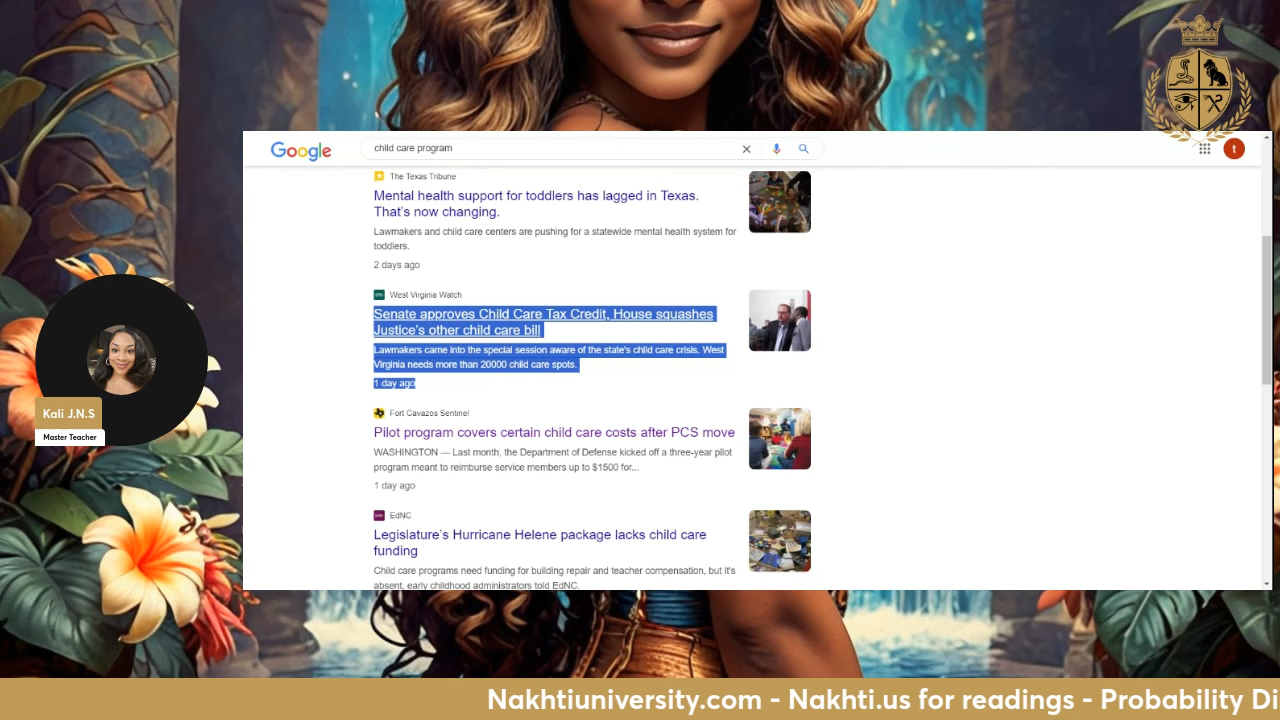 Google
child care program
t
The Texas Tribune
Mental health support for toddlers has lagged in Texas.
That's now changing.
Lawmakers and child care centers are pushing for a statewide mental health system for
toddlers.
2 days ago
West Virginia Watch
Senate approves Child Care Tax Credit, House squashes
Justice's other child care bill
Lawmakers came into the special session aware of the state's child care crisis. West
Virginia needs more than 20000 child care spots.
1 day ago
Fort Cavazos Sentinel
Pilot program covers certain child care costs after PCS move
WASHINGTON — Last month, the Department of Defense kicked off a three-year pilot
program meant to reimburse service members up to $1500 for...
1 day ago
EdNC
Legislature's Hurricane Helene package lacks child care
funding
Child care programs need funding for building repair and teacher compensation, but it's
absent, early childhood administrators told EdNC.
Kali J.N.S
Master Teacher
Nakhtiuniversity.com - Nakhti.us for readings - Probability Di